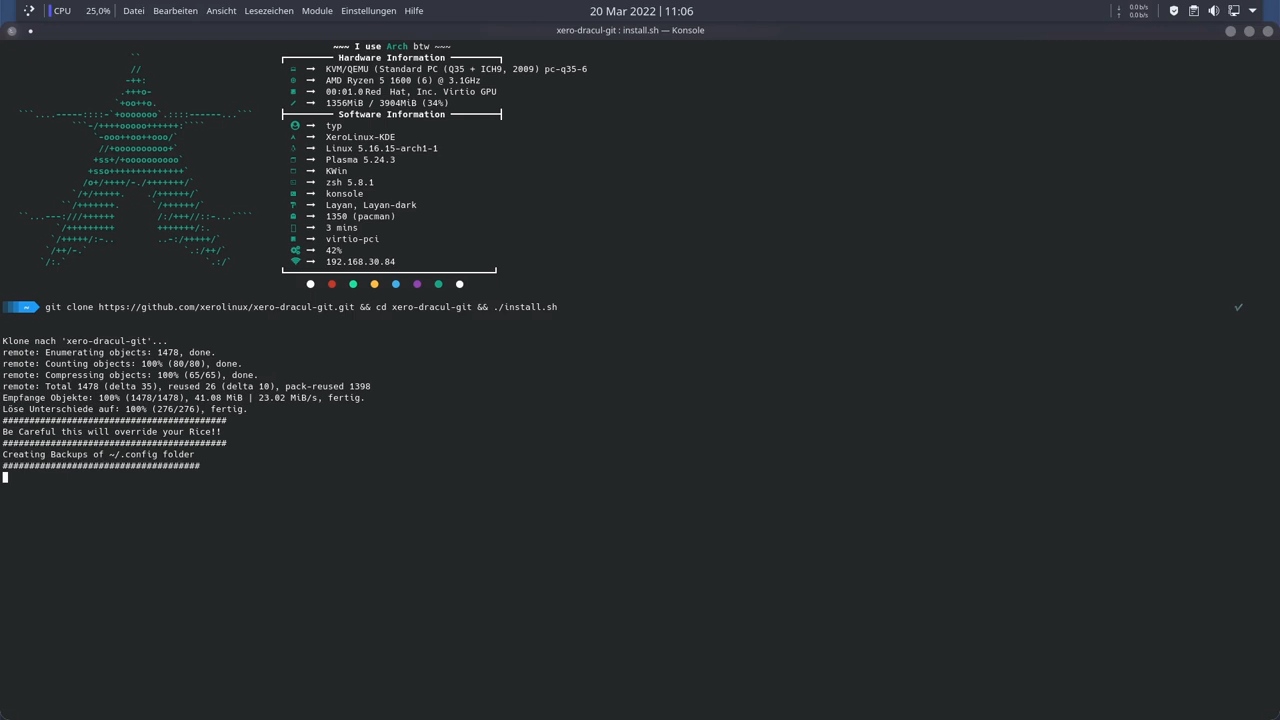 CPU 25,0% Datei Bearbeiten Ansicht Lesezeichen Module Einstellungen Hilfe 20 Mar 2022 | 11:06 ↓ 0.0 b/s
↑ 0.0 b/s
xero-dracul-git : install.sh — Konsole
~~~ I use Arch btw ~~~
Hardware Information
KVM/QEMU (Standard PC (Q35 + ICH9, 2009) pc-q35-6
AMD Ryzen 5 1600 (6) @ 3.1GHz
00:01.0 Red Hat, Inc. Virtio GPU
1356MiB / 3904MiB (34%)
Software Information
typ
XeroLinux-KDE
Linux 5.16.15-arch1-1
Plasma 5.24.3
KWin
zsh 5.8.1
konsole
Layan, Layan-dark
1350 (pacman)
3 mins
virtio-pci
42%
192.168.30.84
~ git clone https://github.com/xerolinux/xero-dracul-git.git && cd xero-dracul-git && ./install.sh
Klone nach 'xero-dracul-git'...
remote: Enumerating objects: 1478, done.
remote: Counting objects: 100% (80/80), done.
remote: Compressing objects: 100% (65/65), done.
remote: Total 1478 (delta 35), reused 26 (delta 10), pack-reused 1398
Empfange Objekte: 100% (1478/1478), 41.08 MiB | 23.02 MiB/s, fertig.
Löse Unterschiede auf: 100% (276/276), fertig.
##########################################
Be Careful this will override your Rice!!
##########################################
Creating Backups of ~/.config folder
#####################################